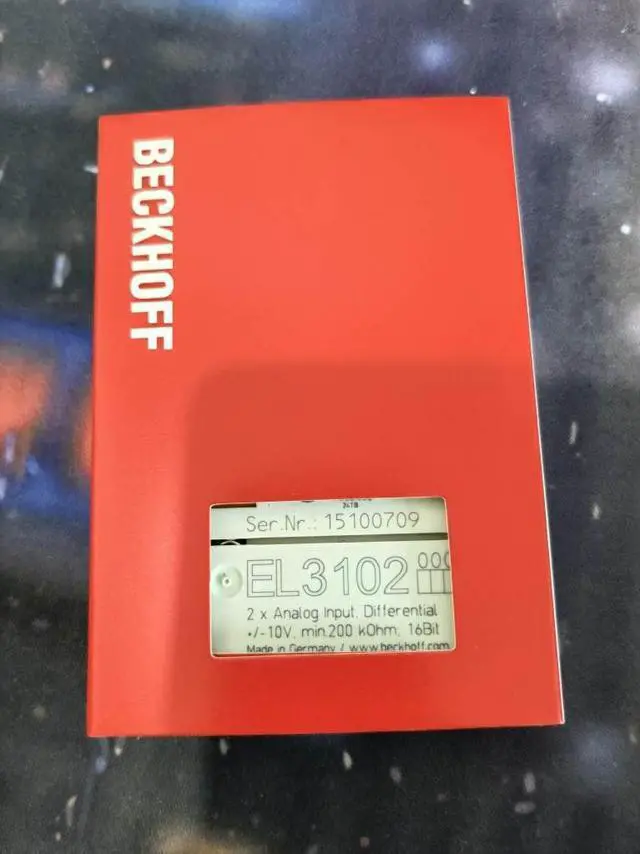 BECKHOFF
Ser.Nr.: 15100709
EL3102
2 x Analog Input, Differential
+/-10V, min.200 kOhm, 16Bit
Made in Germany / www.beckhoff.com